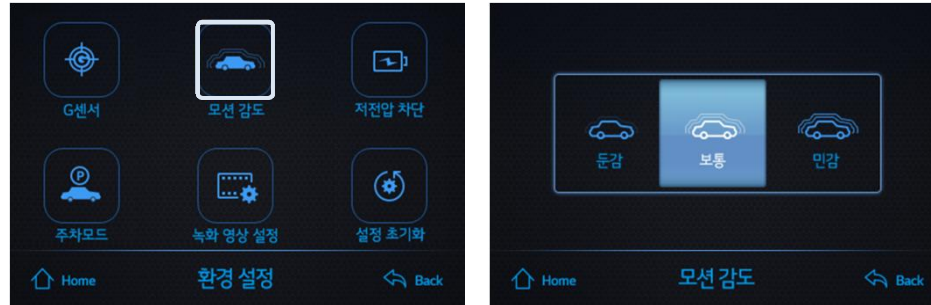 G센서
모션 감도
저전압 차단
P
주차모드
녹화 영상 설정
설정 초기화
Home
환경 설정
Back
둔감
보통
민감
Home
모션 감도
Back